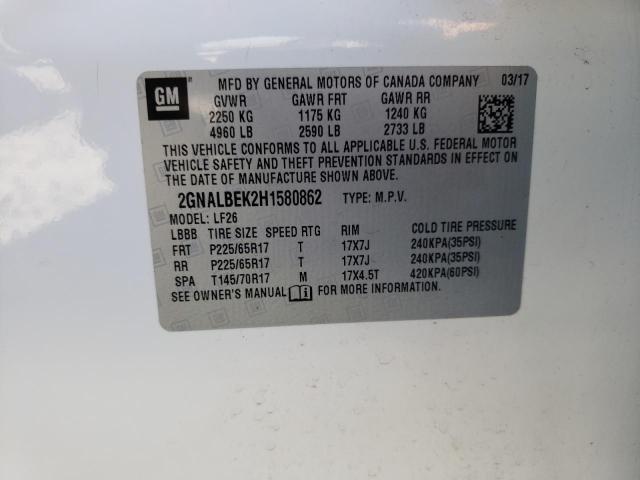 GM
MFD BY GENERAL MOTORS OF CANADA COMPANY 03/17
GVWR GAWR FRT GAWR RR
2250 KG 1175 KG 1240 KG
4960 LB 2590 LB 2733 LB
THIS VEHICLE CONFORMS TO ALL APPLICABLE U.S. FEDERAL MOTOR
VEHICLE SAFETY AND THEFT PREVENTION STANDARDS IN EFFECT ON
THE DATE OF MANUFACTURE SHOWN ABOVE.
2GNALBEK2H1580862 TYPE: M.P.V.
MODEL: LF26
LBBB TIRE SIZE SPEED RTG RIM COLD TIRE PRESSURE
FRT P225/65R17 T 17X7J 240KPA(35PSI)
RR P225/65R17 T 17X7J 240KPA(35PSI)
SPA T145/70R17 M 17X4.5T 420KPA(60PSI)
SEE OWNER'S MANUAL FOR MORE INFORMATION.